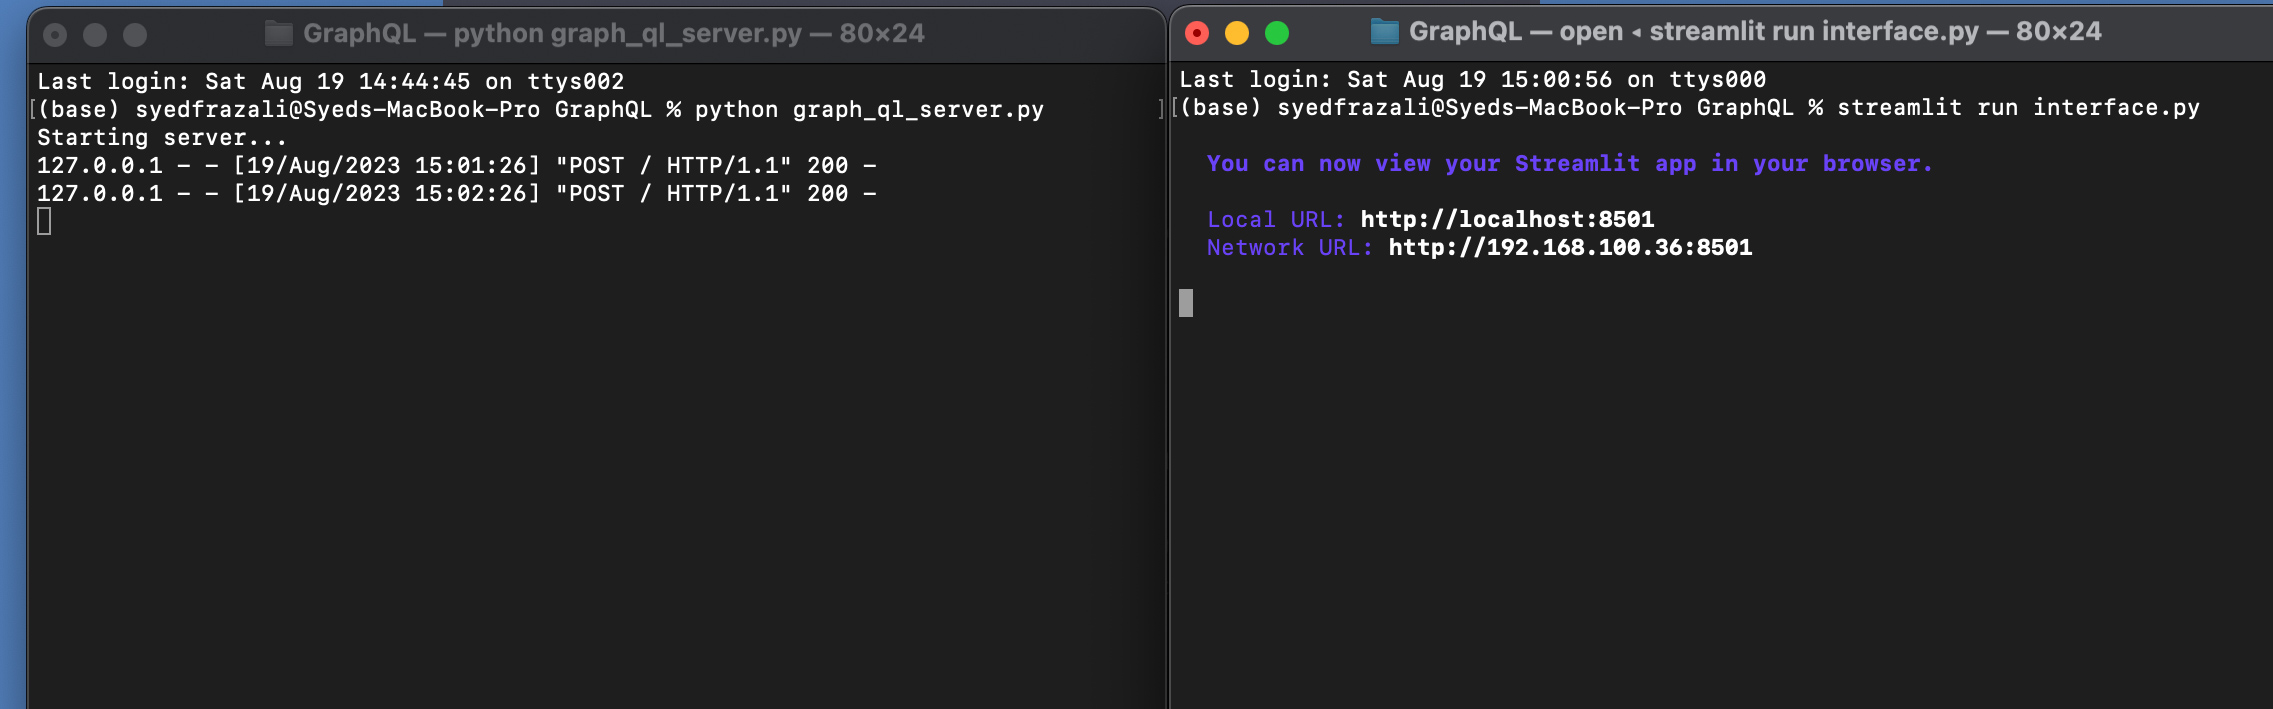 GraphQL — python graph_ql_server.py — 80×24
Last login: Sat Aug 19 14:44:45 on ttys002
[(base) syedfrazali@Syeds-MacBook-Pro GraphQL % python graph_ql_server.py ]
Starting server...
127.0.0.1 - - [19/Aug/2023 15:01:26] "POST / HTTP/1.1" 200 -
127.0.0.1 - - [19/Aug/2023 15:02:26] "POST / HTTP/1.1" 200 -
GraphQL — open ◂ streamlit run interface.py — 80×24
Last login: Sat Aug 19 15:00:56 on ttys000
[(base) syedfrazali@Syeds-MacBook-Pro GraphQL % streamlit run interface.py
You can now view your Streamlit app in your browser.
Local URL: http://localhost:8501
Network URL: http://192.168.100.36:8501